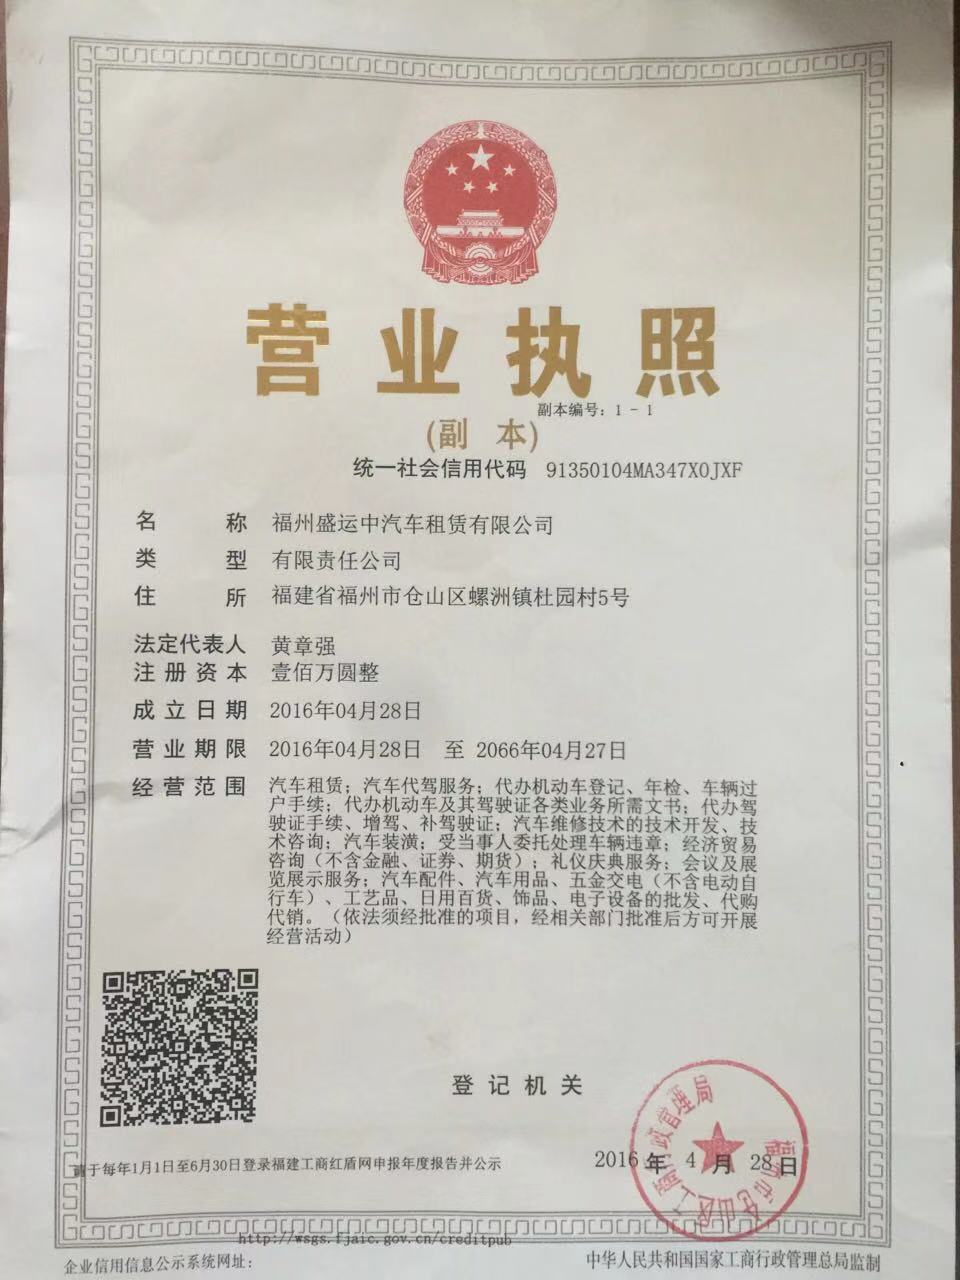 营业执照
副本编号：1-1
(副 本)
统一社会信用代码 91350104MA347X0JXF
名 称 福州盛运中汽车租赁有限公司
类 型 有限责任公司
住 所 福建省福州市仓山区螺洲镇杜园村5号
法定代表人 黄章强
注册资本 壹佰万圆整
成立日期 2016年04月28日
营业期限 2016年04月28日 至 2066年04月27日
经营范围 汽车租赁；汽车代驾服务；代办机动车登记、年检、车辆过
户手续；代办机动车及其驾驶证各类业务所需文书；代办驾
驶证手续、增驾、补驾驶证；汽车维修技术的技术开发、技
术咨询；汽车装潢；受当事人委托处理车辆违章；经济贸易
咨询（不含金融、证券、期货）；礼仪庆典服务；会议及展
览展示服务；汽车配件、汽车用品、五金交电（不含电动自
行车）、工艺品、日用百货、饰品、电子设备的批发、代购
代销。（依法须经批准的项目，经相关部门批准后方可开展
经营活动）
登记机关
福州市仓山区工商行政管理局
2016年4月28日
于每年1月1日至6月30日登录福建工商红盾网申报年度报告并公示
http://wsgs.fjaic.gov.cn/creditpub
企业信用信息公示系统网址：
中华人民共和国国家工商行政管理总局监制